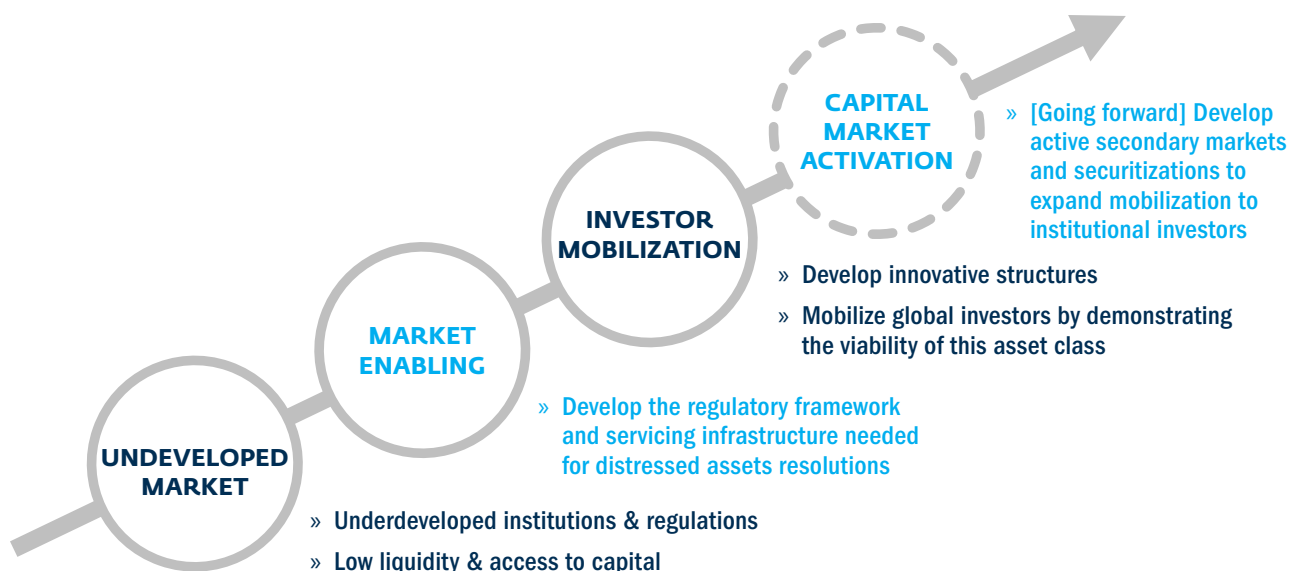 CAPITAL
MARKET
ACTIVATION
» [Going forward] Develop
active secondary markets
and securitizations to
expand mobilization to
institutional investors
INVESTOR
MOBILIZATION
» Develop innovative structures
» Mobilize global investors by demonstrating
the viability of this asset class
MARKET
ENABLING
» Develop the regulatory framework
and servicing infrastructure needed
for distressed assets resolutions
UNDEVELOPED
MARKET
» Underdeveloped institutions & regulations
» Low liquidity & access to capital